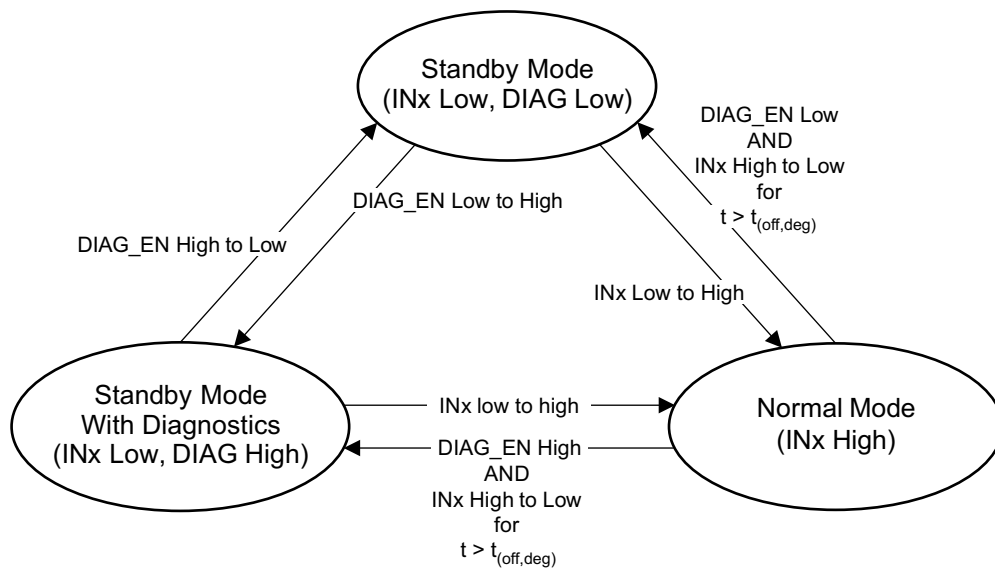 Standby Mode
(INx Low, DIAG Low)
DIAG_EN Low
AND
INx High to Low
for
t > t(off,deg)
DIAG_EN Low to High
DIAG_EN High to Low
INx Low to High
Standby Mode
With Diagnostics
(INx Low, DIAG High)
INx low to high
DIAG_EN High
AND
INx High to Low
for
t > t(off,deg)
Normal Mode
(INx High)